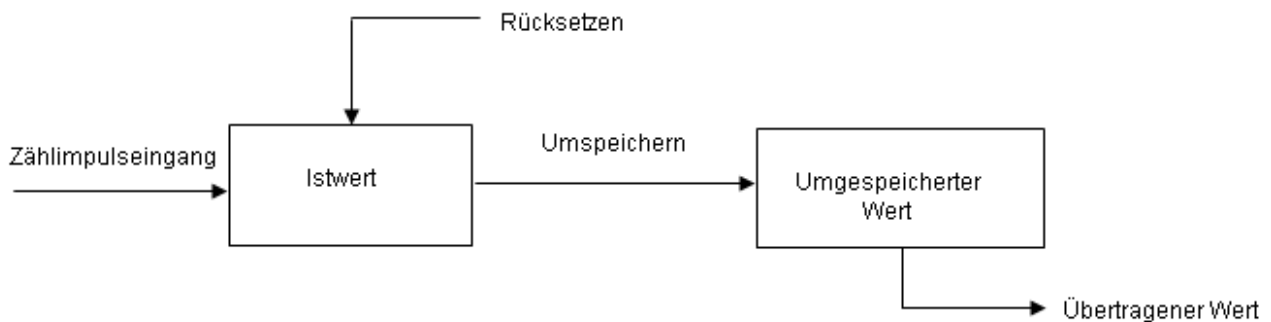 Rücksetzen
Zählimpulseingang
Istwert
Umspeichern
Umgespeicherter
Wert
Übertragener Wert